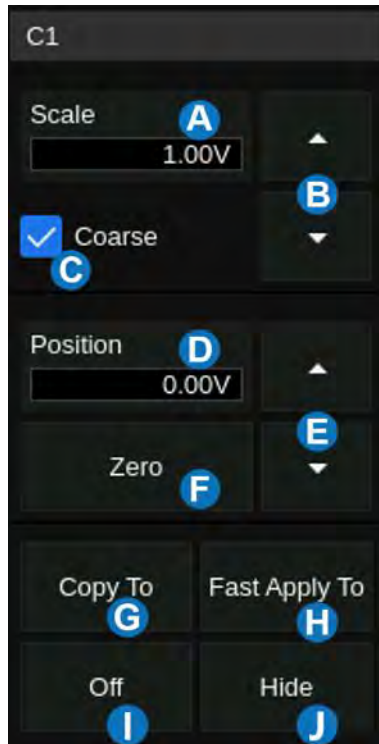 C1
Scale A
1.00V
B
Coarse
C
Position D
0.00V
E
Zero
F
Copy To Fast Apply To
G H
Off Hide
I J